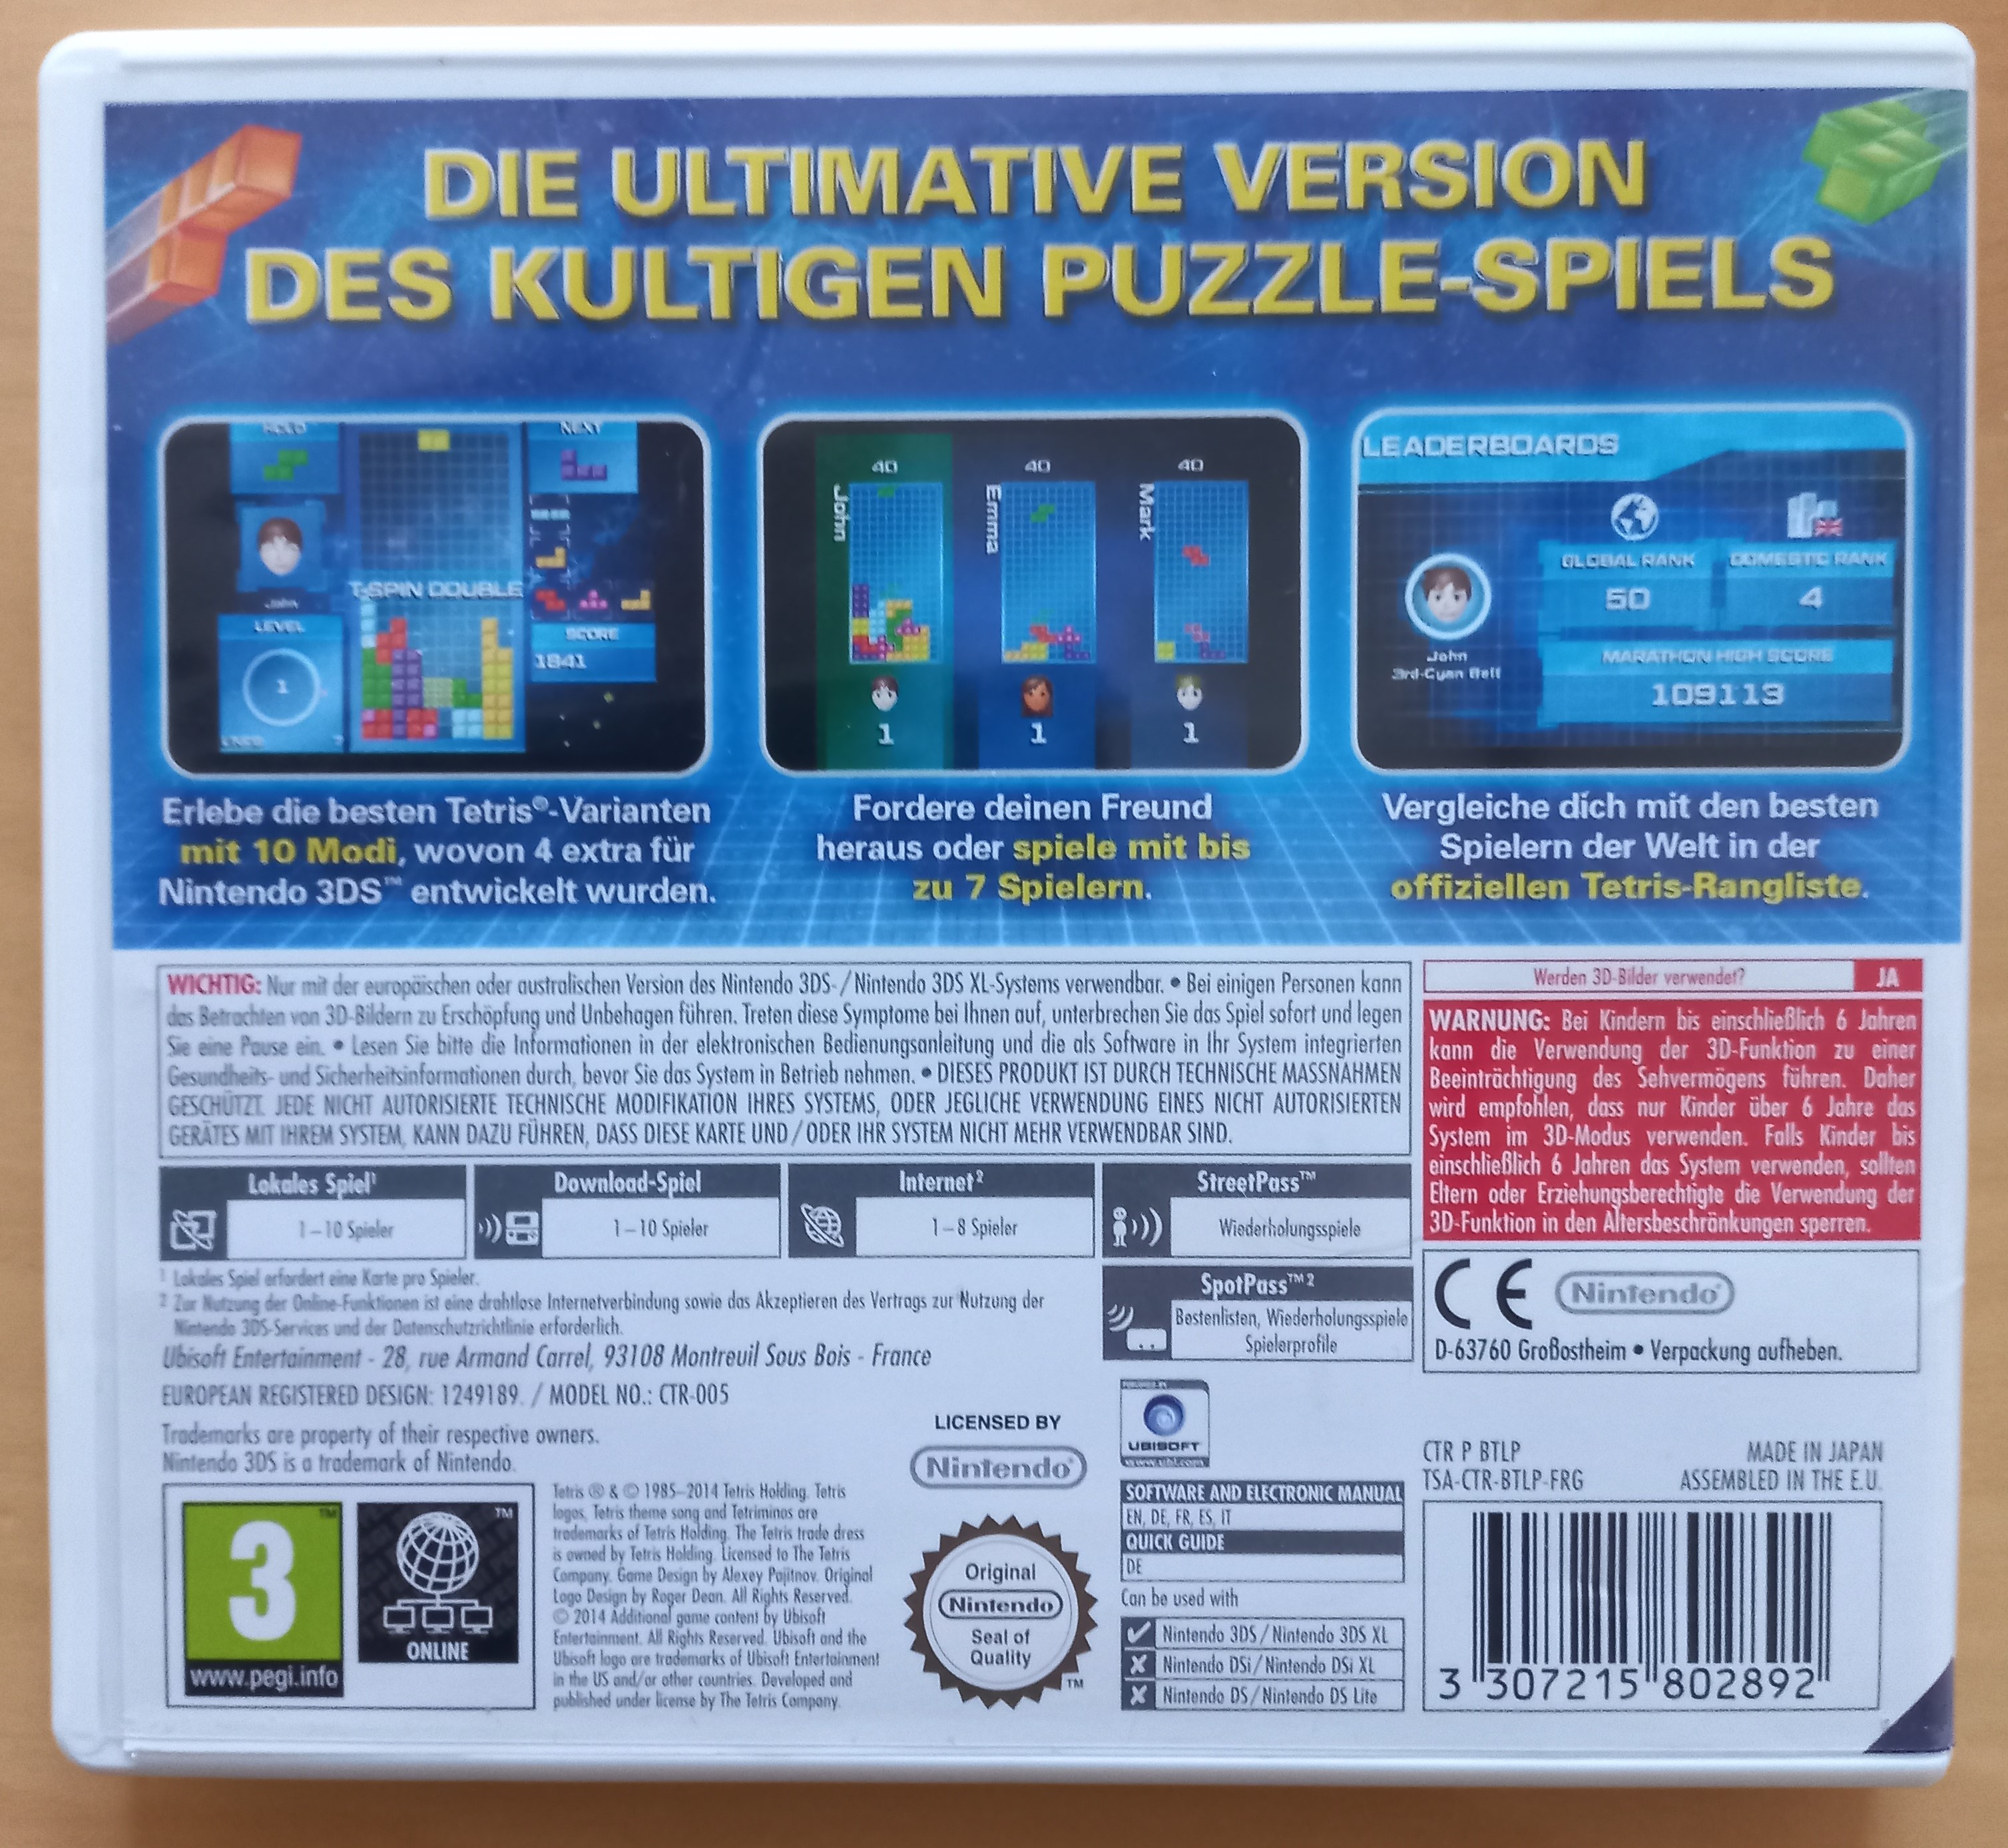 DIE ULTIMATIVE VERSION
DES KULTIGEN PUZZLE-SPIELS
HOLD
NEXT
John
T-SPIN DOUBLE
LEVEL
1
SCORE
1841
LINES 7
40
40
40
John
Emma
Mark
1
1
1
LEADERBOARDS
GLOBAL RANK
DOMESTIC RANK
50
4
John
3rd-Cyan Belt
MARATHON HIGH SCORE
109113
Erlebe die besten Tetris®-Varianten
mit 10 Modi, wovon 4 extra für
Nintendo 3DS™ entwickelt wurden.
Fordere deinen Freund
heraus oder spiele mit bis
zu 7 Spielern.
Vergleiche dich mit den besten
Spielern der Welt in der
offiziellen Tetris-Rangliste.
WICHTIG: Nur mit der europäischen oder australischen Version des Nintendo 3DS-/Nintendo 3DS XL-Systems verwendbar. • Bei einigen Personen kann
das Betrachten von 3D-Bildern zu Erschöpfung und Unbehagen führen. Treten diese Symptome bei Ihnen auf, unterbrechen Sie das Spiel sofort und legen
Sie eine Pause ein. • Lesen Sie bitte die Informationen in der elektronischen Bedienungsanleitung und die als Software in Ihr System integrierten
Gesundheits- und Sicherheitsinformationen durch, bevor Sie das System in Betrieb nehmen. • DIESES PRODUKT IST DURCH TECHNISCHE MASSNAHMEN
GESCHÜTZT. JEDE NICHT AUTORISIERTE TECHNISCHE MODIFIKATION IHRES SYSTEMS, ODER JEGLICHE VERWENDUNG EINES NICHT AUTORISIERTEN
GERÄTES MIT IHREM SYSTEM, KANN DAZU FÜHREN, DASS DIESE KARTE UND/ODER IHR SYSTEM NICHT MEHR VERWENDBAR SIND.
Werden 3D-Bilder verwendet?
JA
WARNUNG: Bei Kindern bis einschließlich 6 Jahren
kann die Verwendung der 3D-Funktion zu einer
Beeinträchtigung des Sehvermögens führen. Daher
wird empfohlen, dass nur Kinder über 6 Jahre das
System im 3D-Modus verwenden. Falls Kinder bis
einschließlich 6 Jahren das System verwenden, sollten
Eltern oder Erziehungsberechtigte die Verwendung der
3D-Funktion in den Altersbeschränkungen sperren.
Lokales Spiel¹
1–10 Spieler
Download-Spiel
1–10 Spieler
Internet²
1–8 Spieler
StreetPass™
Wiederholungsspiele
SpotPass™ ²
Bestenlisten, Wiederholungsspiele
Spielerprofile
¹ Lokales Spiel erfordert eine Karte pro Spieler.
² Zur Nutzung der Online-Funktionen ist eine drahtlose Internetverbindung sowie das Akzeptieren des Vertrags zur Nutzung der
Nintendo 3DS-Services und der Datenschutzrichtlinie erforderlich.
Ubisoft Entertainment - 28, rue Armand Carrel, 93108 Montreuil Sous Bois - France
EUROPEAN REGISTERED DESIGN: 1249189. / MODEL NO.: CTR-005
Trademarks are property of their respective owners.
Nintendo 3DS is a trademark of Nintendo.
CE Nintendo®
D-63760 Großostheim • Verpackung aufheben.
LICENSED BY
Nintendo®
POWERED BY
UBISOFT
www.ubi.com
CTR P BTLP
TSA-CTR-BTLP-FRG
MADE IN JAPAN
ASSEMBLED IN THE E.U.
3™
www.pegi.info
™
ONLINE
Tetris ® & © 1985–2014 Tetris Holding. Tetris
logos, Tetris theme song and Tetriminos are
trademarks of Tetris Holding. The Tetris trade dress
is owned by Tetris Holding. Licensed to The Tetris
Company. Game Design by Alexey Pajitnov. Original
Logo Design by Roger Dean. All Rights Reserved.
© 2014 Additional game content by Ubisoft
Entertainment. All Rights Reserved. Ubisoft and the
Ubisoft logo are trademarks of Ubisoft Entertainment
in the US and/or other countries. Developed and
published under license by The Tetris Company.
Original
Nintendo®
Seal of
Quality
™
SOFTWARE AND ELECTRONIC MANUAL
EN, DE, FR, ES, IT
QUICK GUIDE
DE
Can be used with
Nintendo 3DS/Nintendo 3DS XL
Nintendo DSi/Nintendo DSi XL
Nintendo DS/Nintendo DS Lite
3 307215 802892